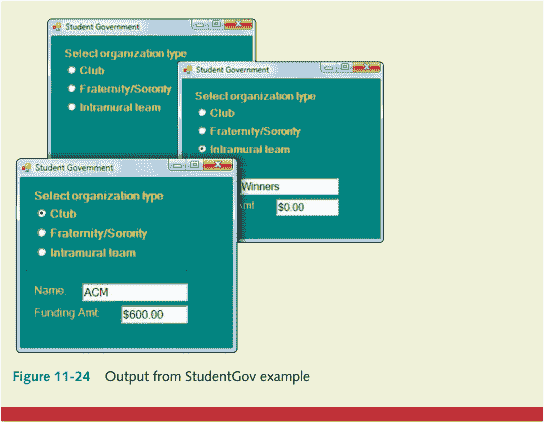 Student Government
Select organization type
Club
Fraternity/Sorority
Intramural team
Student Government
Select organization type
Club
Fraternity/Sorority
Intramural team
Winners
Amt
$0.00
Student Government
Select organization type
Club
Fraternity/Sorority
Intramural team
Name: ACM
Funding Amt: $600.00
Figure 11-24 Output from StudentGov example